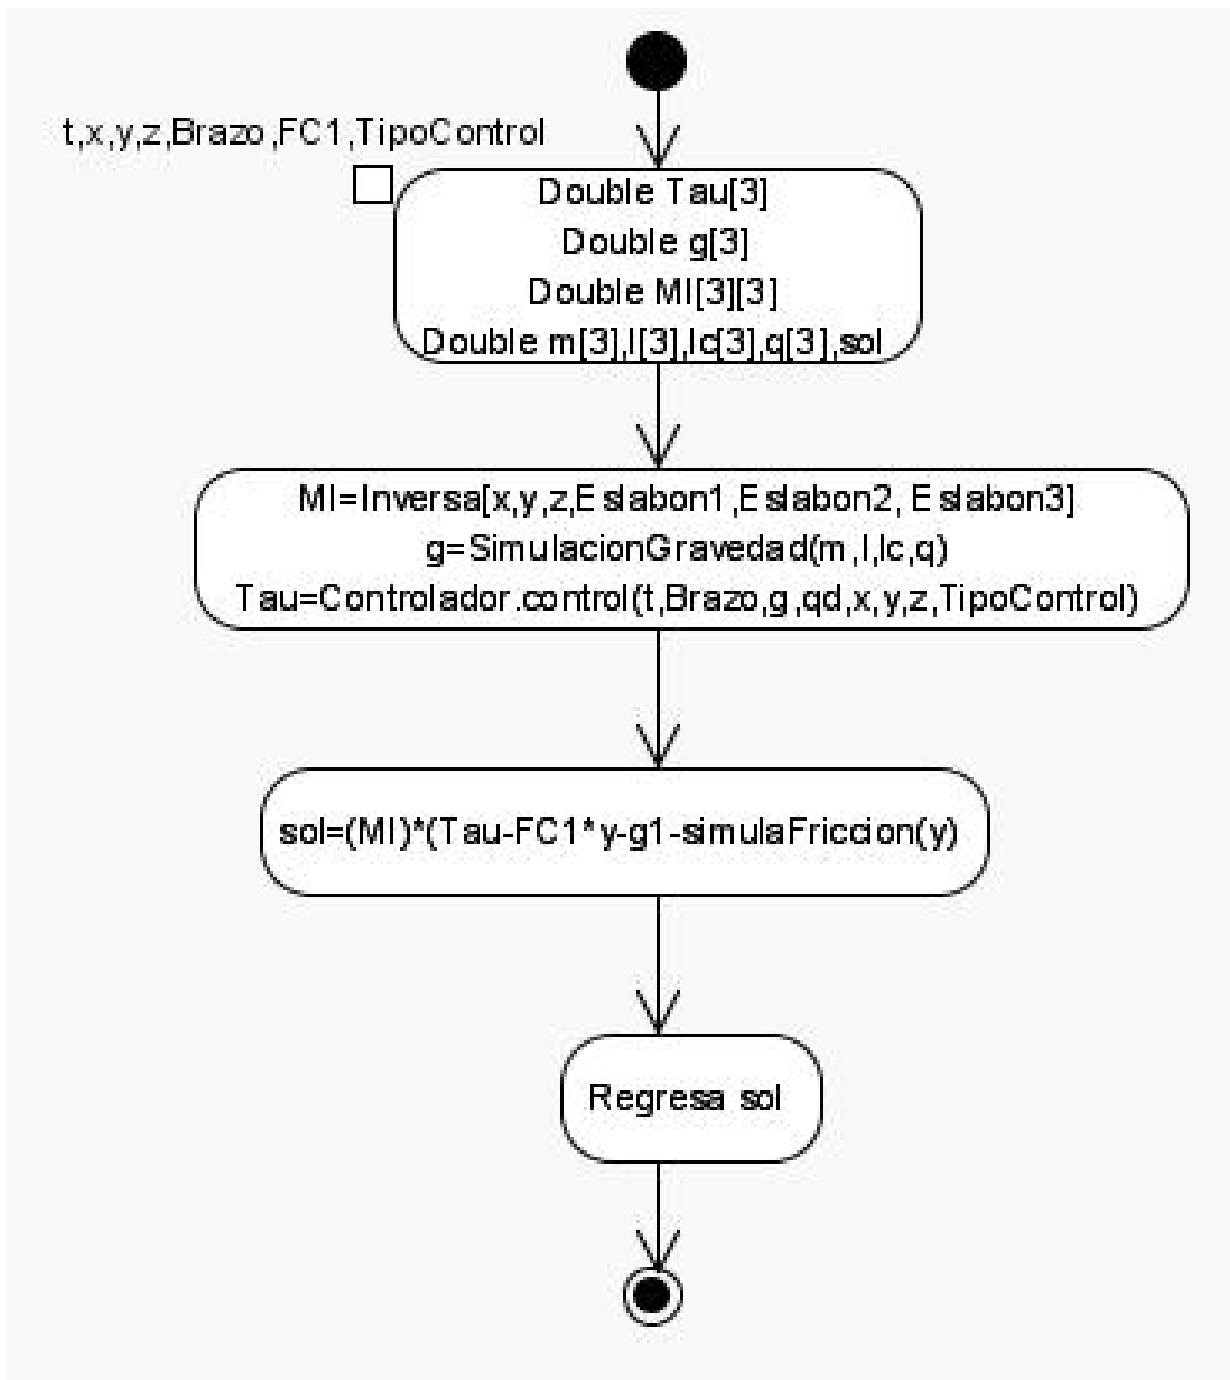 t,x,y,z,Brazo,FC1,TipoControl
Double Tau[3]
Double g[3]
Double MI[3][3]
Double m[3],l[3],lc[3],q[3],sol
MI=Inversa[x,y,z,Eslabon1,Eslabon2, Eslabon3]
g=SimulacionGravedad(m,l,lc,q)
Tau=Controlador.control(t,Brazo,g,qd,x,y,z,TipoControl)
sol=(MI)*(Tau-FC1*y-g1-simulaFriccion(y)
Regresa sol